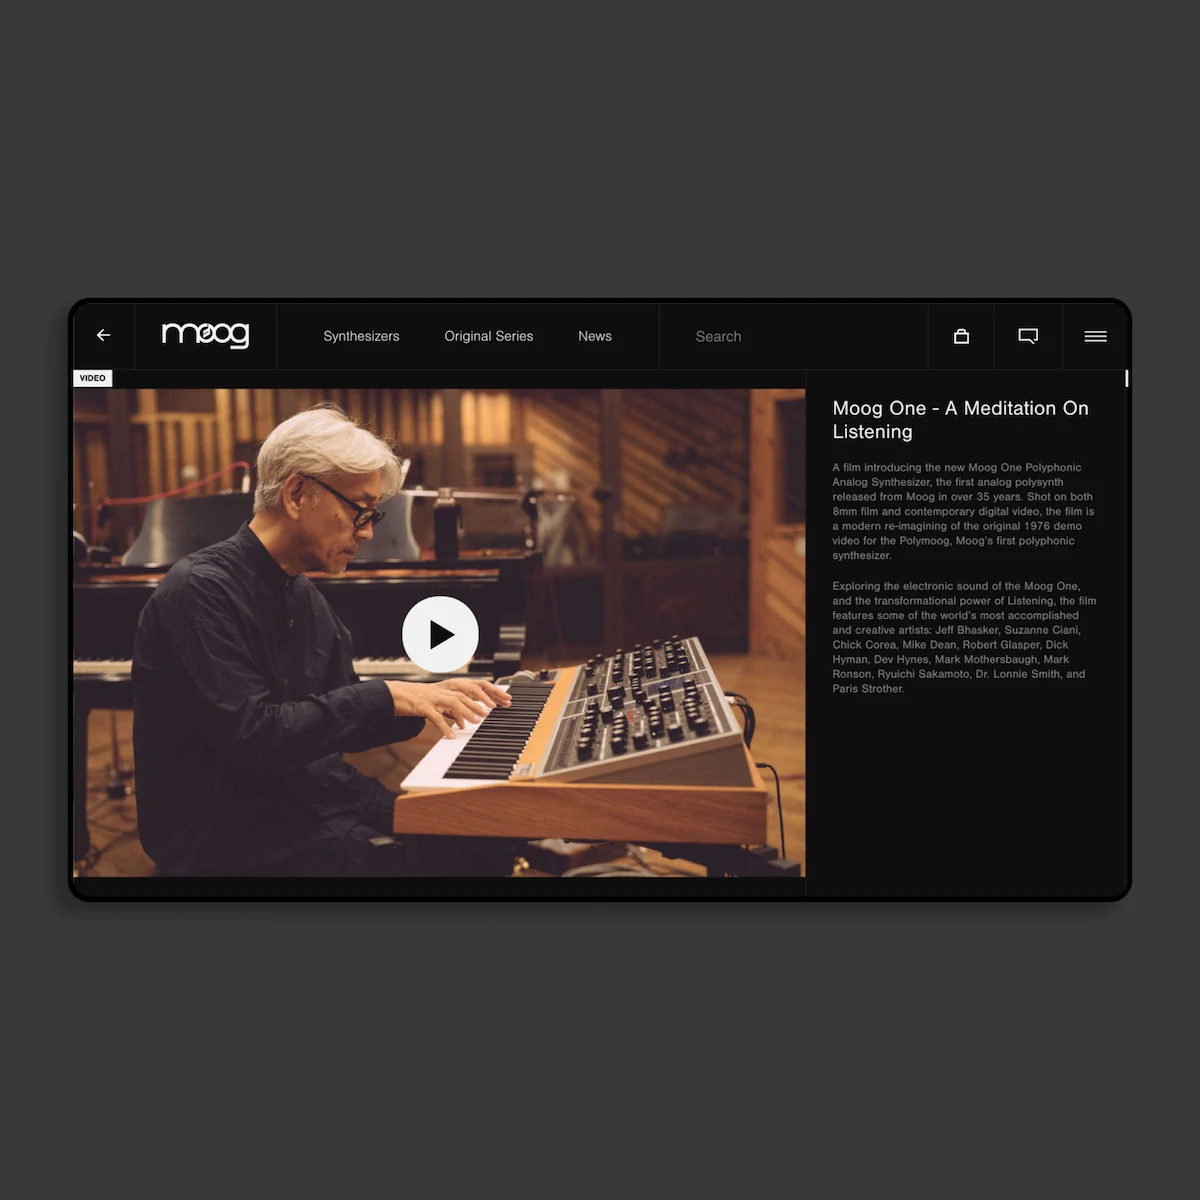 moog
Synthesizers
Original Series
News
Search
VIDEO
Moog One - A Meditation On
Listening
A film introducing the new Moog One Polyphonic
Analog Synthesizer, the first analog polysynth
released from Moog in over 35 years. Shot on both
8mm film and contemporary digital video, the film is
a modern re-imagining of the original 1976 demo
video for the Polymoog, Moog's first polyphonic
synthesizer.
Exploring the electronic sound of the Moog One,
and the transformational power of Listening, the film
features some of the world's most accomplished
and creative artists: Jeff Bhasker, Suzanne Ciani,
Chick Corea, Mike Dean, Robert Glasper, Dick
Hyman, Dev Hynes, Mark Mothersbaugh, Mark
Ronson, Ryuichi Sakamoto, Dr. Lonnie Smith, and
Paris Strother.